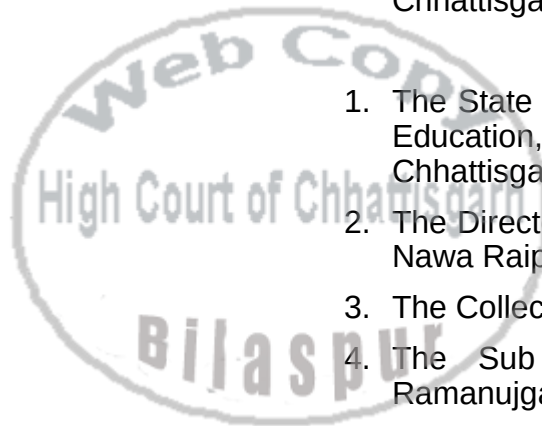 Chhattisga
Web Copy
1. The State
Education,
Chhattisga
High Court of Chhattisgarh
2. The Direct
Nawa Raip
3. The Collec
4. The Sub
Ramanujga
Bilaspur